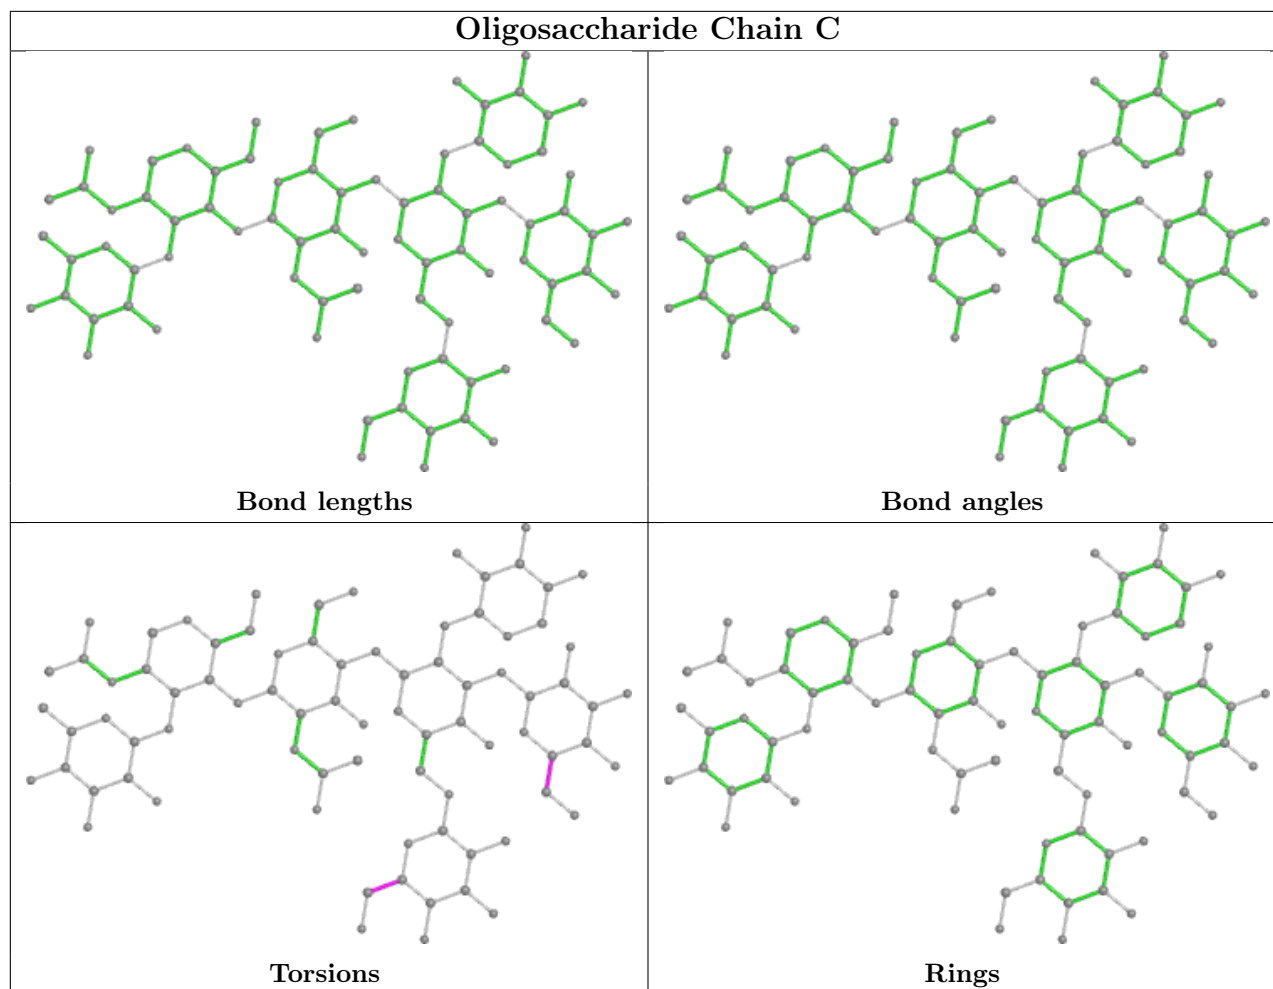 Oligosaccharide Chain C
Bond lengths
Bond angles
Torsions
Rings